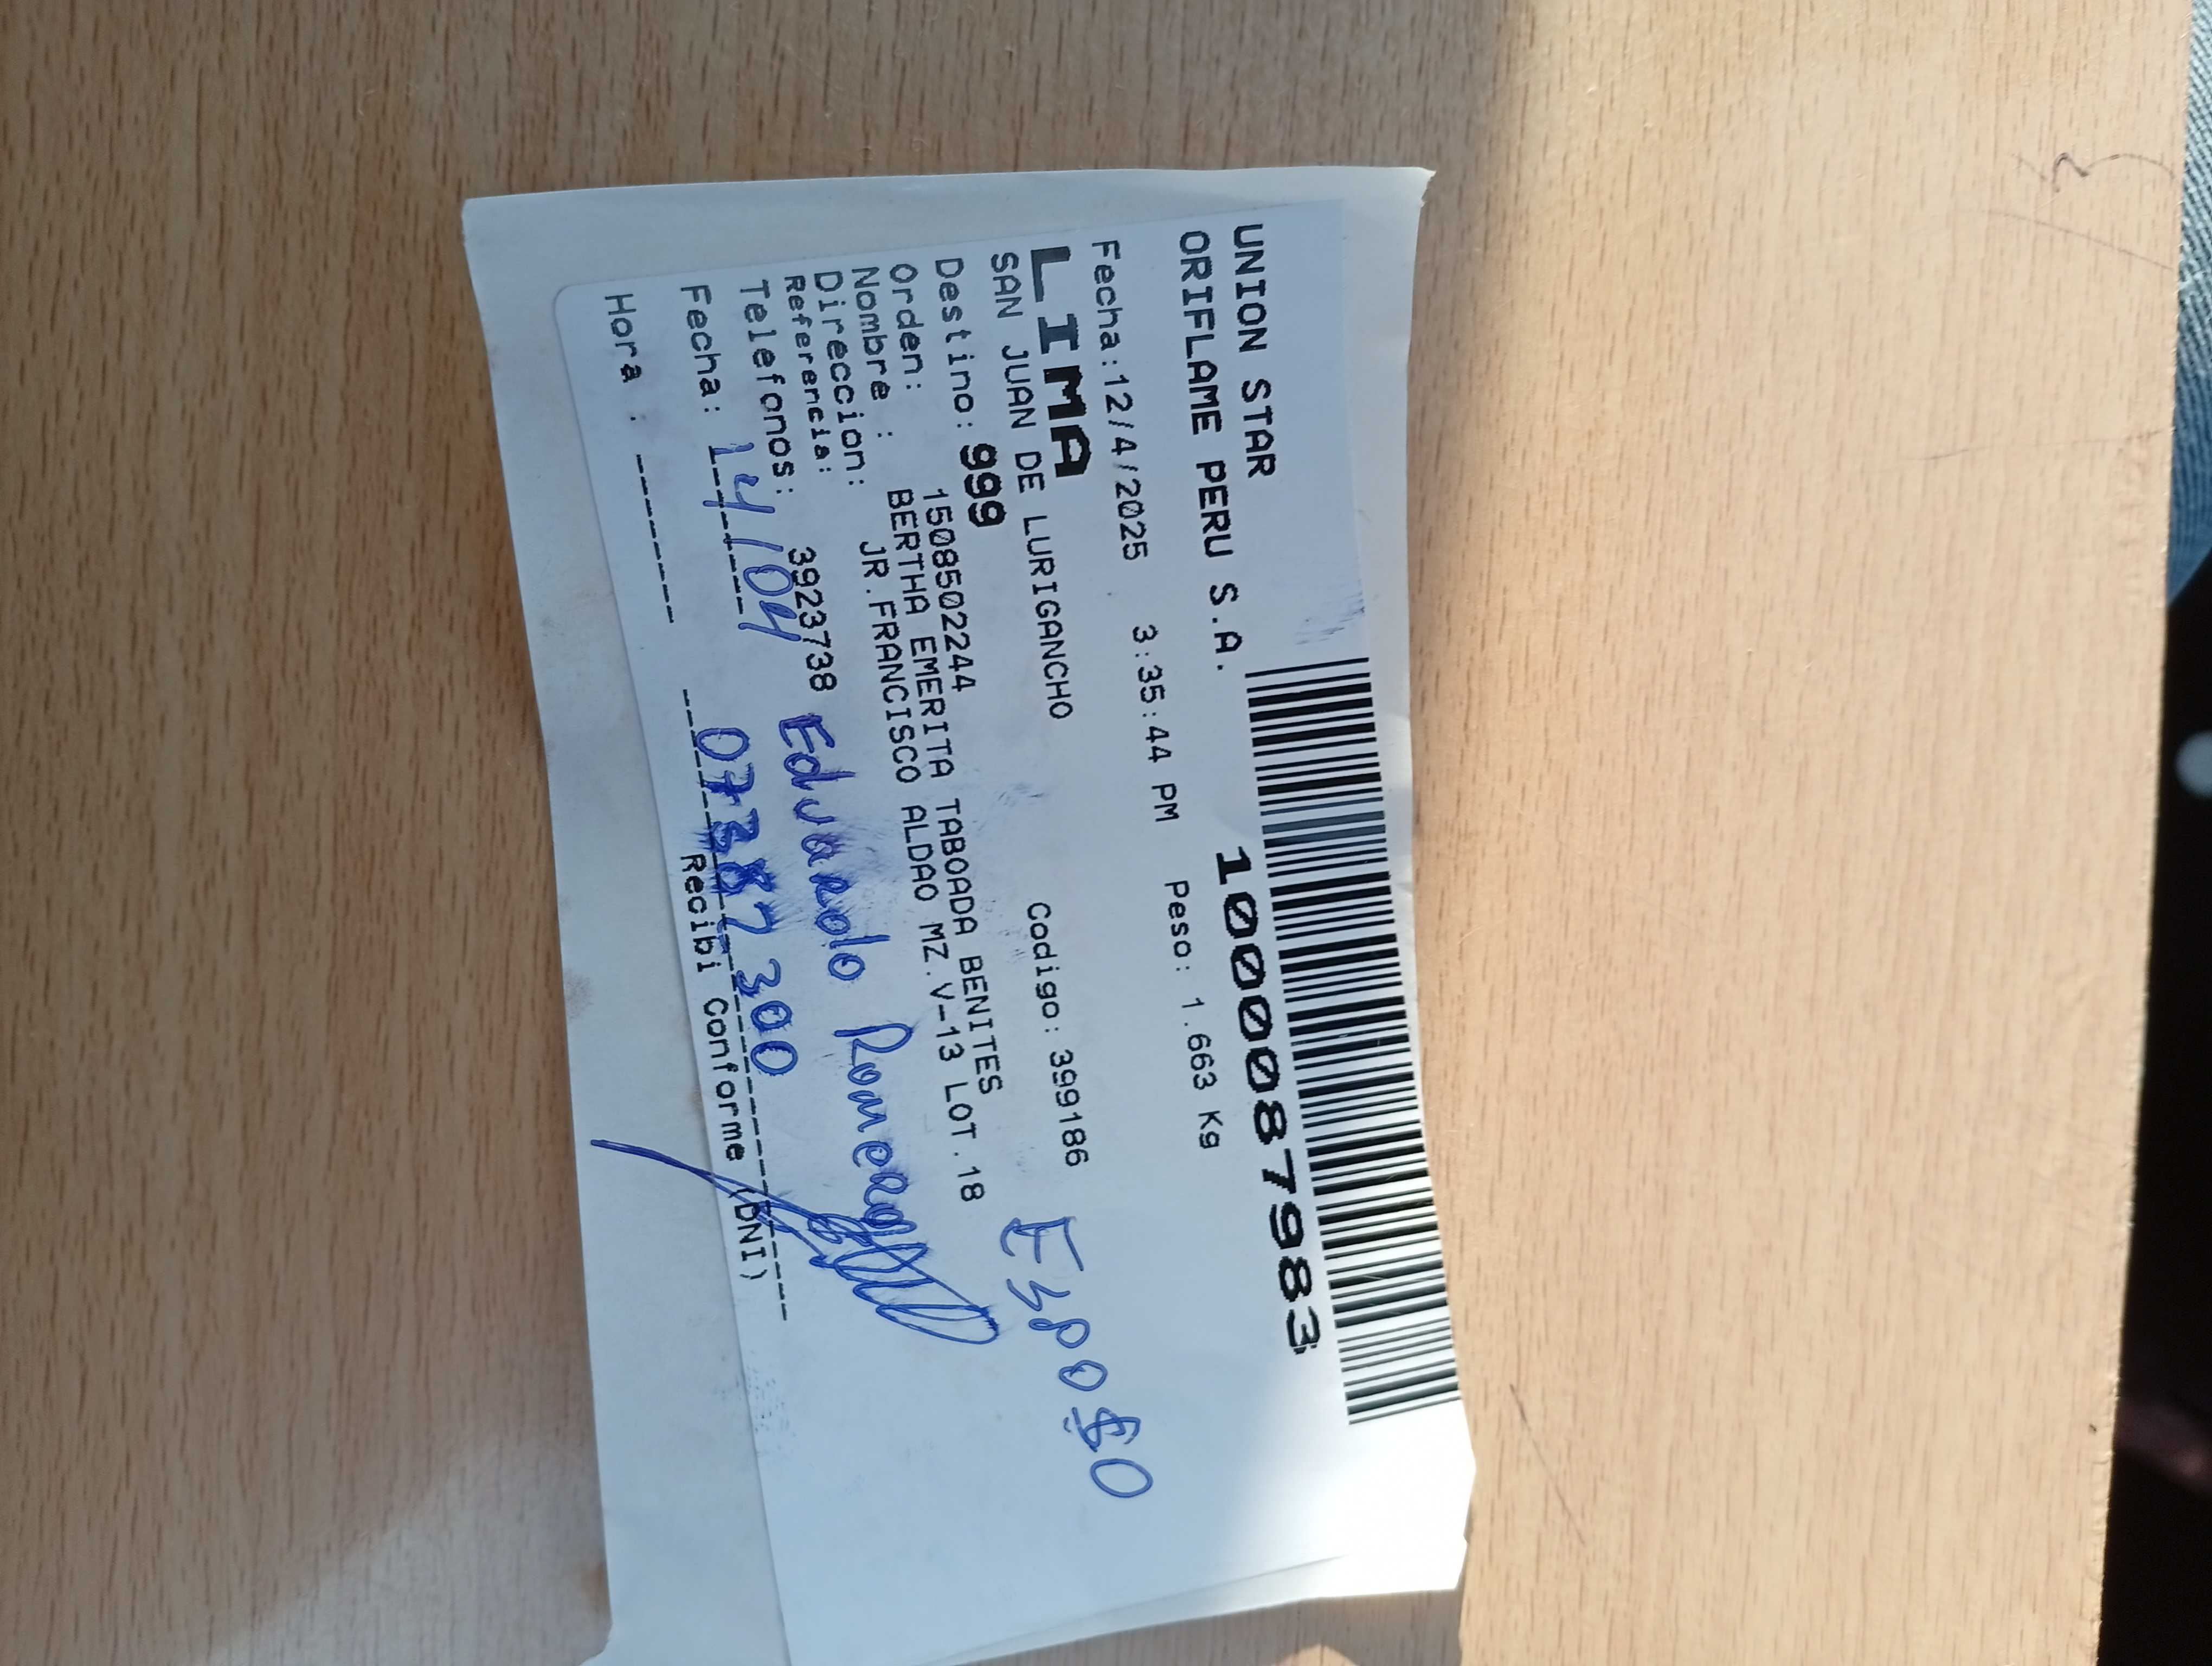 UNION STAR
ORIFLAME PERU S.A.
10000879833
Fecha:12/4/2025 3:35:44 PM Peso: 1.663 Kg
LIMA
SAN JUAN DE LURIGANCHO Codigo: 399186
Esposo
Destino: 999
Orden: 1508502244
Nombre : BERTHA EMERITA TABOADA BENITES
Direccion: JR.FRANCISCO ALDAO MZ.V-13 LOT.18
Referencia:
Telefonos: 3923738
Eduardo Romero
Fecha: 14/04
07387300
Hora :
Recibi Conforme (DNI)